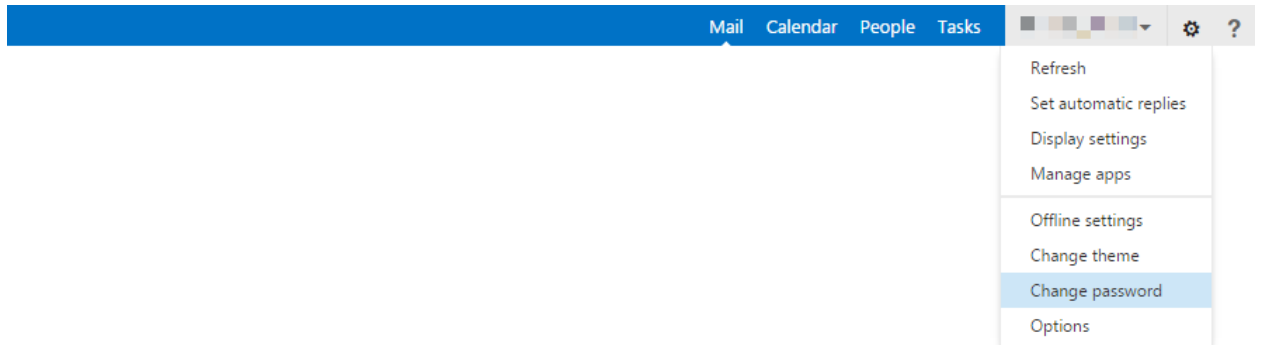 Mail Calendar People Tasks ?
Refresh
Set automatic replies
Display settings
Manage apps
Offline settings
Change theme
Change password
Options